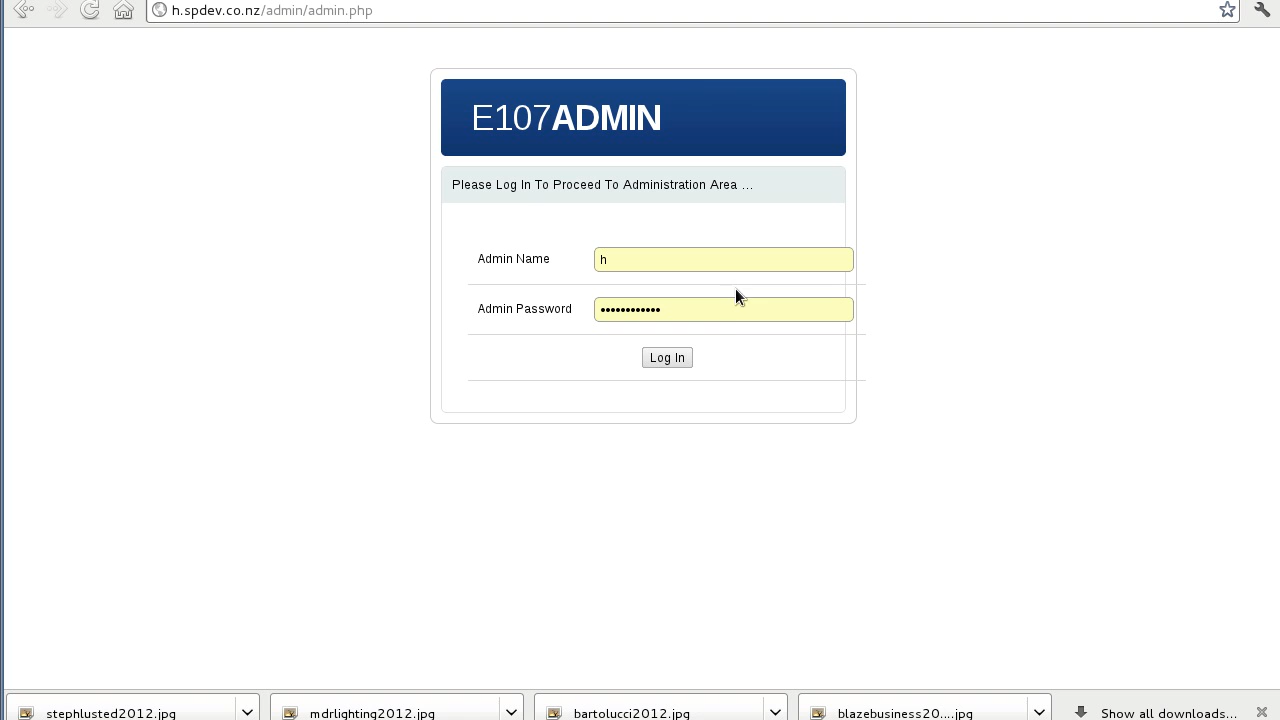 h.spdev.co.nz/admin/admin.php
E107ADMIN
Please Log In To Proceed To Administration Area ...
Admin Name h
Admin Password ••••••••••••
Log In
stephlusted2012.jpg mdrlighting2012.jpg bartolucci2012.jpg blazebusiness20....jpg Show all downloads...